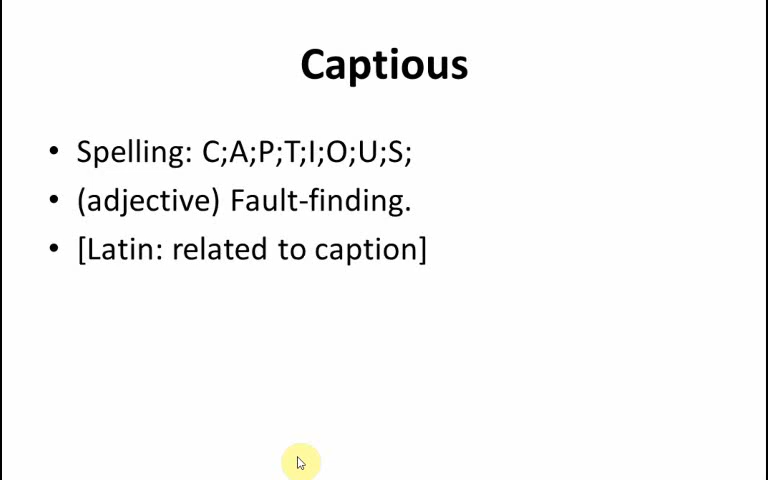 Captious
• Spelling: C;A;P;T;I;O;U;S;
• (adjective) Fault-finding.
• [Latin: related to caption]